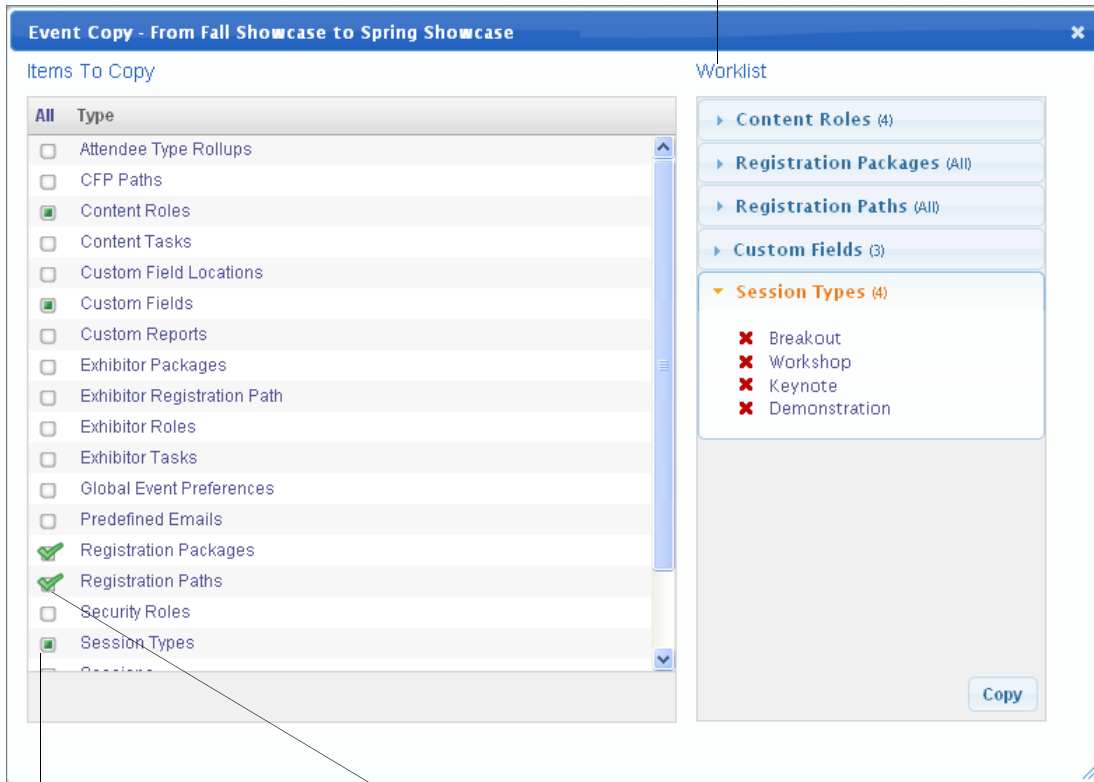 Event Copy - From Fall Showcase to Spring Showcase
Items To Copy
All Type
Attendee Type Rollups
CFP Paths
Content Roles
Content Tasks
Custom Field Locations
Custom Fields
Custom Reports
Exhibitor Packages
Exhibitor Registration Path
Exhibitor Roles
Exhibitor Tasks
Global Event Preferences
Predefined Emails
Registration Packages
Registration Paths
Security Roles
Session Types
Worklist
Content Roles (4)
Registration Packages (All)
Registration Paths (All)
Custom Fields (3)
Session Types (4)
Breakout
Workshop
Keynote
Demonstration
Copy